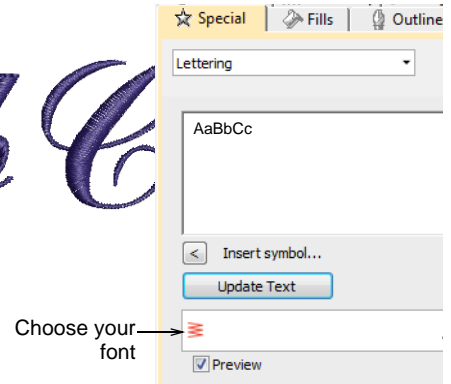 Special Fills Outline
Lettering
AaBbCc
< Insert symbol...
Update Text
Choose your
font
Preview